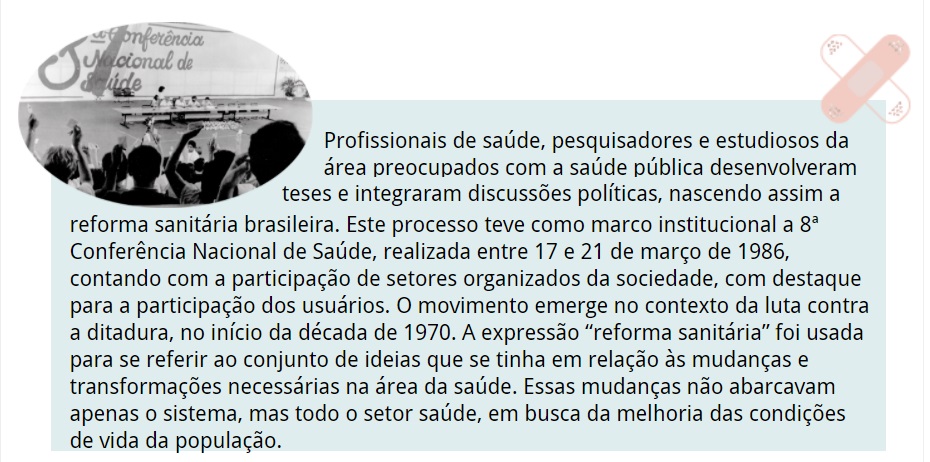 8ª Conferência
Nacional de
Saúde
Profissionais de saúde, pesquisadores e estudiosos da
área preocupados com a saúde pública desenvolveram
teses e integraram discussões políticas, nascendo assim a
reforma sanitária brasileira. Este processo teve como marco institucional a 8ª
Conferência Nacional de Saúde, realizada entre 17 e 21 de março de 1986,
contando com a participação de setores organizados da sociedade, com destaque
para a participação dos usuários. O movimento emerge no contexto da luta contra
a ditadura, no início da década de 1970. A expressão “reforma sanitária” foi usada
para se referir ao conjunto de ideias que se tinha em relação às mudanças e
transformações necessárias na área da saúde. Essas mudanças não abarcavam
apenas o sistema, mas todo o setor saúde, em busca da melhoria das condições
de vida da população.